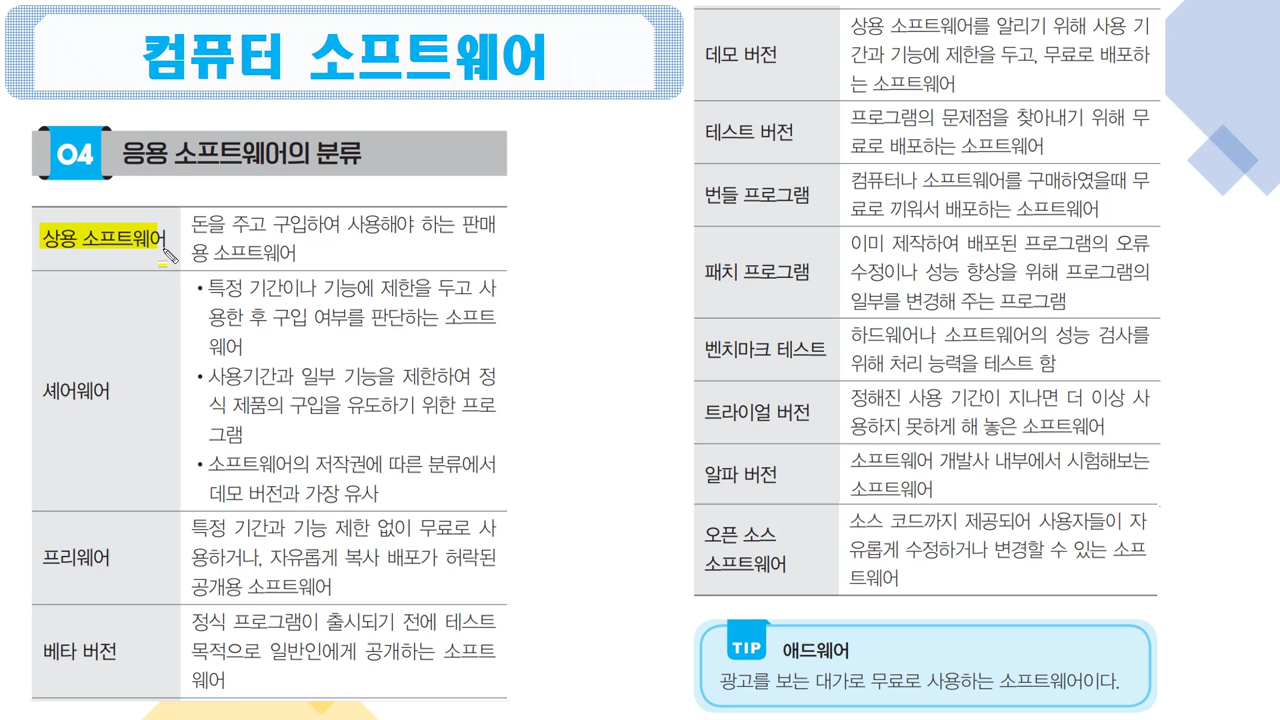 컴퓨터 소프트웨어
04 응용 소프트웨어의 분류
상용 소프트웨어
돈을 주고 구입하여 사용해야 하는 판매
용 소프트웨어
셰어웨어
• 특정 기간이나 기능에 제한을 두고 사
용한 후 구입 여부를 판단하는 소프트
웨어
• 사용기간과 일부 기능을 제한하여 정
식 제품의 구입을 유도하기 위한 프로
그램
• 소프트웨어의 저작권에 따른 분류에서
데모 버전과 가장 유사
프리웨어
특정 기간과 기능 제한 없이 무료로 사
용하거나, 자유롭게 복사 배포가 허락된
공개용 소프트웨어
베타 버전
정식 프로그램이 출시되기 전에 테스트
목적으로 일반인에게 공개하는 소프트
웨어
데모 버전
상용 소프트웨어를 알리기 위해 사용 기
간과 기능에 제한을 두고, 무료로 배포하
는 소프트웨어
테스트 버전
프로그램의 문제점을 찾아내기 위해 무
료로 배포하는 소프트웨어
번들 프로그램
컴퓨터나 소프트웨어를 구매하였을때 무
료로 끼워서 배포하는 소프트웨어
패치 프로그램
이미 제작하여 배포된 프로그램의 오류
수정이나 성능 향상을 위해 프로그램의
일부를 변경해 주는 프로그램
벤치마크 테스트
하드웨어나 소프트웨어의 성능 검사를
위해 처리 능력을 테스트 함
트라이얼 버전
정해진 사용 기간이 지나면 더 이상 사
용하지 못하게 해 놓은 소프트웨어
알파 버전
소프트웨어 개발사 내부에서 시험해보는
소프트웨어
오픈 소스
소프트웨어
소스 코드까지 제공되어 사용자들이 자
유롭게 수정하거나 변경할 수 있는 소프
트웨어
TIP 애드웨어
광고를 보는 대가로 무료로 사용하는 소프트웨어이다.